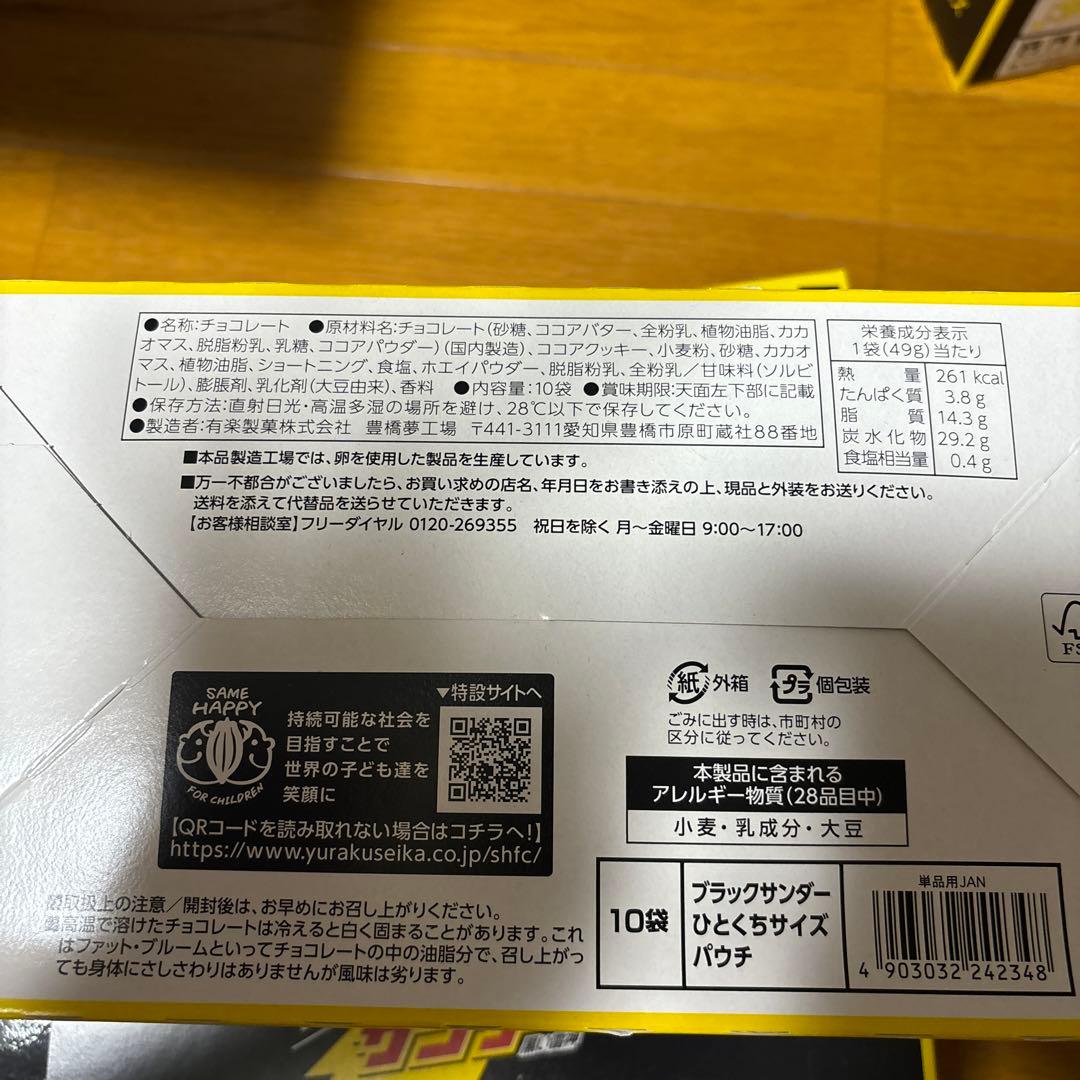 ●名称:チョコレート ●原材料名:チョコレート(砂糖、ココアバター、全粉乳、植物油脂、カカ
オマス、脱脂粉乳、乳糖、ココアパウダー)(国内製造)、ココアクッキー、小麦粉、砂糖、カカオ
マス、植物油脂、ショートニング、食塩、ホエイパウダー、脱脂粉乳、全粉乳/甘味料(ソルビ
トール)、膨脹剤、乳化剤(大豆由来)、香料 ●内容量:10袋 ●賞味期限:天面左下部に記載
●保存方法:直射日光・高温多湿の場所を避け、28℃以下で保存してください。
●製造者:有楽製菓株式会社 豊橋夢工場 〒441-3111愛知県豊橋市原町蔵社88番地
栄養成分表示
1袋(49g)当たり
熱量 261 kcal
たんぱく質 3.8 g
脂質 14.3 g
炭水化物 29.2 g
食塩相当量 0.4 g
■本品製造工場では、卵を使用した製品を生産しています。
■万一不都合がございましたら、お買い求めの店名、年月日をお書き添えの上、現品と外装をお送りください。
送料を添えて代替品を送らせていただきます。
【お客様相談室】フリーダイヤル 0120-269355 祝日を除く 月~金曜日 9:00~17:00
SAME
HAPPY
FOR CHILDREN
▼特設サイトへ
持続可能な社会を
目指すことで
世界の子ども達を
笑顔に
【QRコードを読み取れない場合はコチラへ!】
https://www.yurakuseika.co.jp/shfc/
紙 外箱
プラ 個包装
ごみに出す時は、市町村の
区分に従ってください。
本製品に含まれる
アレルギー物質(28品目中)
小麦・乳成分・大豆
取扱上の注意/開封後は、お早めにお召し上がりください。
高温で溶けたチョコレートは冷えると白く固まることがあります。これ
はファット・ブルームといってチョコレートの中の油脂分で、召し上がっ
ても身体にさしさわりはありませんが風味は劣ります。
10袋
ブラックサンダー
ひとくちサイズ
パウチ
単品用JAN
4 903032 242348
FS